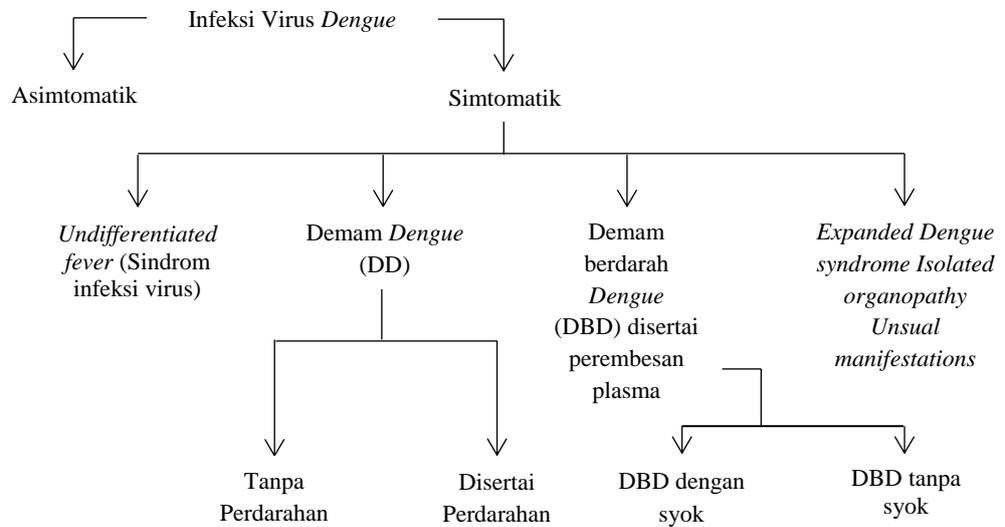 Infeksi Virus Dengue
Asimtomatik
Simtomatik
Undifferentiated
fever (Sindrom
infeksi virus)
Demam Dengue
(DD)
Demam
berdarah
Dengue
(DBD) disertai
perembesan
plasma
Expanded Dengue
syndrome Isolated
organopathy
Unsual
manifestations
Tanpa
Perdarahan
Disertai
Perdarahan
DBD dengan
syok
DBD tanpa
syok